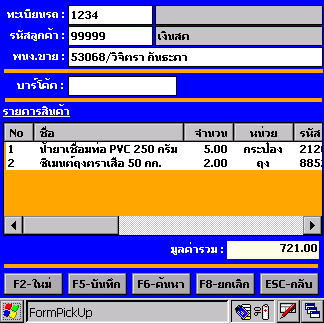 ทะเบียนรถ : 1234
รหัสลูกค้า : 99999 เงินสด
พนง.ขาย : 53068/วิจิตรา กันธะดา
บาร์โค้ด :
รายการสินค้า
No ชื่อ จำนวน หน่วย รหัส
1 น้ำยาเชื่อมท่อ PVC 250 กรัม 5.00 กระป๋อง 2120
2 ซิเมนต์ถุงตราเสือ 50 กก. 2.00 ถุง 885
มูลค่ารวม : 721.00
F2-ใหม่ F5-บันทึก F6-ค้นหา F8-ยกเลิก ESC-กลับ
FormPickUp